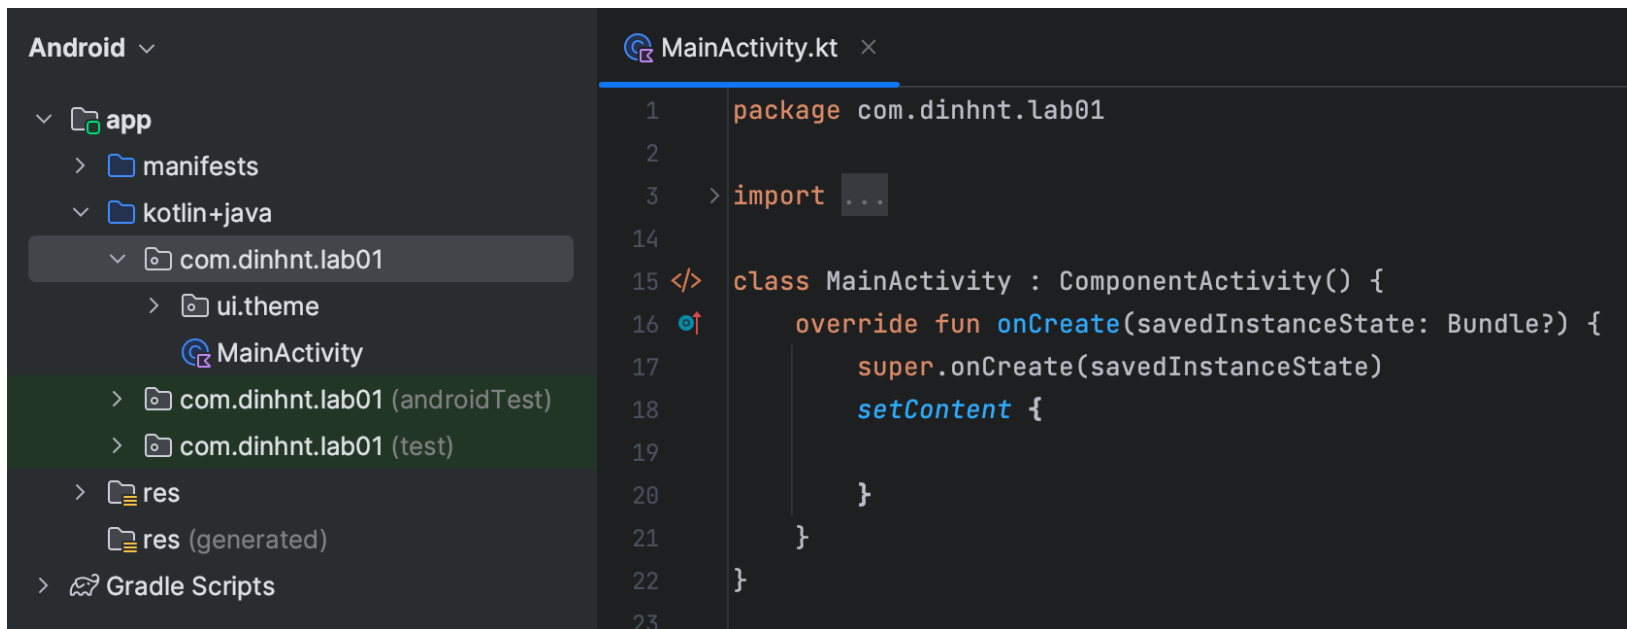 Android
app
manifests
kotlin+java
com.dinhnt.lab01
ui.theme
MainActivity
com.dinhnt.lab01 (androidTest)
com.dinhnt.lab01 (test)
res
res (generated)
Gradle Scripts
MainActivity.kt
1 package com.dinhnt.lab01
2
3 import ...
14
15 class MainActivity : ComponentActivity() {
16 override fun onCreate(savedInstanceState: Bundle?) {
17 super.onCreate(savedInstanceState)
18 setContent {
19
20 }
21 }
22 }
23